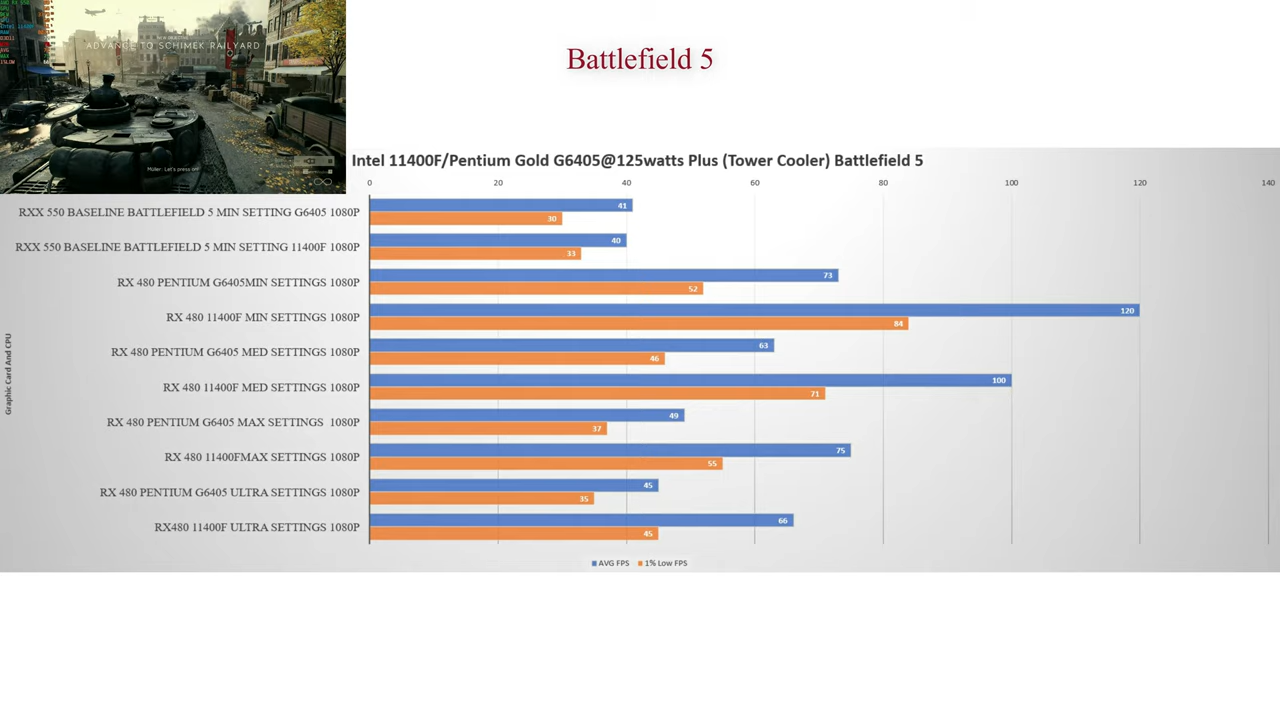 NEW OBJECTIVE
ADVANCE TO SCHIMEK RAILYARD
Müller: Let's press on!
Battlefield 5
Intel 11400F/Pentium Gold G6405@125watts Plus (Tower Cooler) Battlefield 5
0 20 40 60 80 100 120 140
Graphic Card And CPU
RXX 550 BASELINE BATTLEFIELD 5 MIN SETTING G6405 1080P
41
30
RXX 550 BASELINE BATTLEFIELD 5 MIN SETTING 11400F 1080P
40
33
RX 480 PENTIUM G6405MIN SETTINGS 1080P
73
52
RX 480 11400F MIN SETTINGS 1080P
120
84
RX 480 PENTIUM G6405 MED SETTINGS 1080P
63
46
RX 480 11400F MED SETTINGS 1080P
100
71
RX 480 PENTIUM G6405 MAX SETTINGS 1080P
49
37
RX 480 11400FMAX SETTINGS 1080P
75
55
RX 480 PENTIUM G6405 ULTRA SETTINGS 1080P
45
35
RX480 11400F ULTRA SETTINGS 1080P
66
45
AVG FPS 1% Low FPS